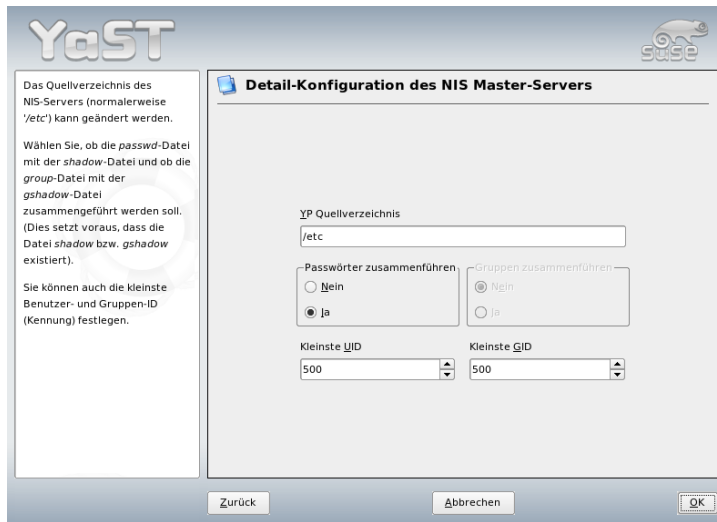 YaST
SUSE
Das Quellverzeichnis des
NIS-Servers (normalerweise
'/etc') kann geändert werden.
Wählen Sie, ob die passwd-Datei
mit der shadow-Datei und ob die
group-Datei mit der
gshadow-Datei
zusammengeführt werden soll.
(Dies setzt voraus, dass die
Datei shadow bzw. gshadow
existiert).
Sie können auch die kleinste
Benutzer- und Gruppen-ID
(Kennung) festlegen.
Detail-Konfiguration des NIS Master-Servers
YP Quellverzeichnis
/etc
Passwörter zusammenführen
Nein
Ja
Gruppen zusammenführen
Nein
Ja
Kleinste UID
500
Kleinste GID
500
Zurück
Abbrechen
OK